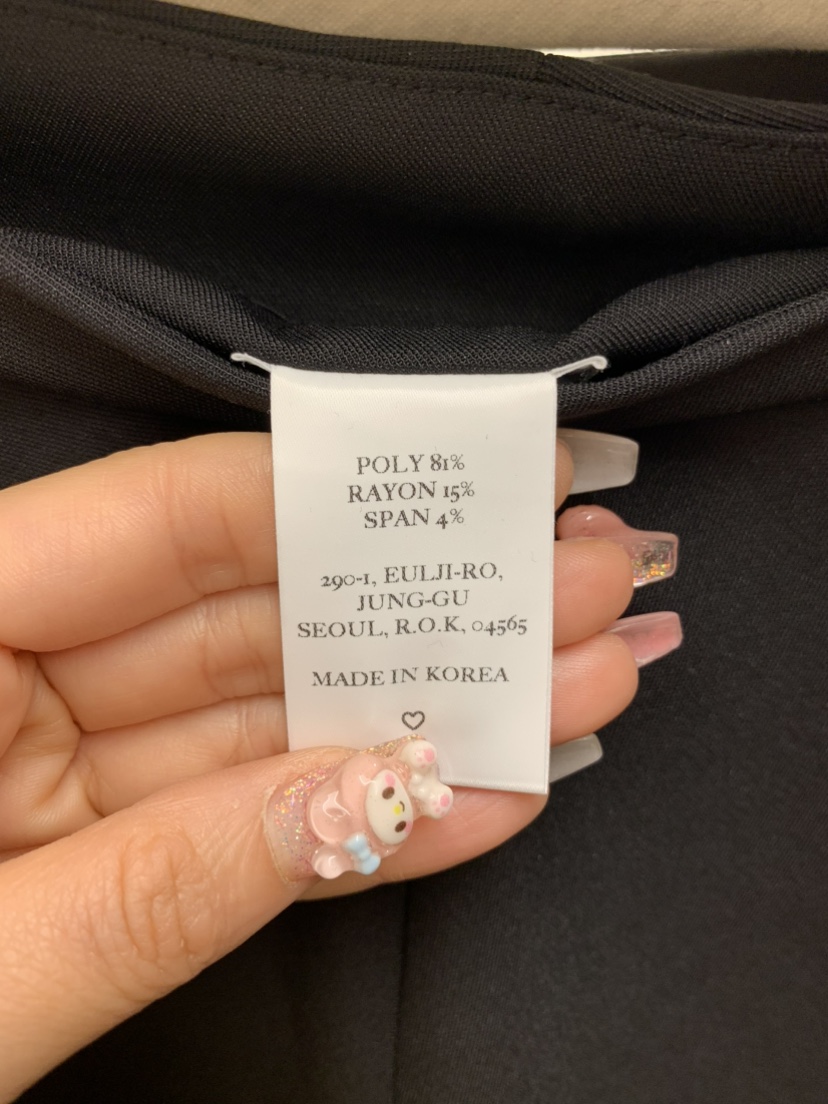 POLY 81%
RAYON 15%
SPAN 4%
290-1, EULJI-RO,
JUNG-GU
SEOUL, R.O.K, 04565
MADE IN KOREA